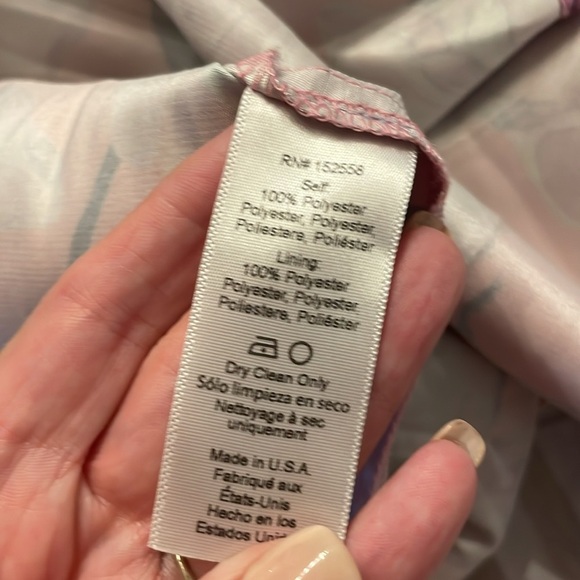 RN# 152558
Self:
100% Polyester
Polyester, Polyester,
Poliestere, Poliéster
Lining:
100% Polyester
Polyester, Polyester,
Poliestere, Poliéster
Dry Clean Only
Sólo limpieza en seco
Nettoyage à sec
uniquement
Made in U.S.A.
Fabriqué aux
États-Unis
Hecho en los
Estados